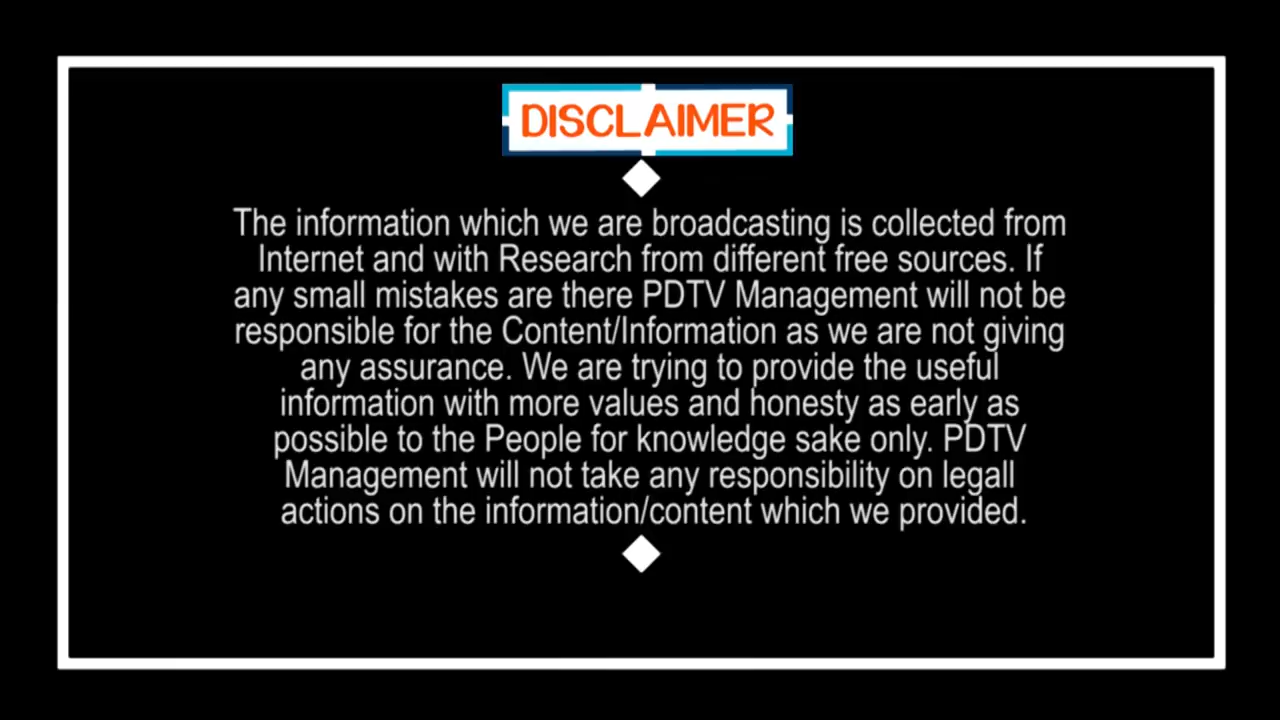 DISCLAIMER
The information which we are broadcasting is collected from
Internet and with Research from different free sources. If
any small mistakes are there PDTV Management will not be
responsible for the Content/Information as we are not giving
any assurance. We are trying to provide the useful
information with more values and honesty as early as
possible to the People for knowledge sake only. PDTV
Management will not take any responsibility on legall
actions on the information/content which we provided.